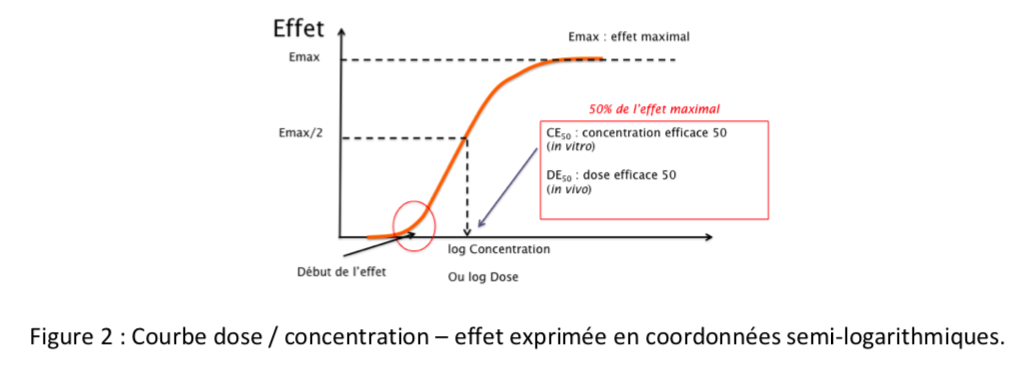 Effet
Emax : effet maximal
Emax
50% de l'effet maximal
Emax/2
CE50 : concentration efficace 50
(in vitro)
DE50 : dose efficace 50
(in vivo)
log Concentration
Début de l'effet
Ou log Dose
Figure 2 : Courbe dose / concentration – effet exprimée en coordonnées semi-logarithmiques.